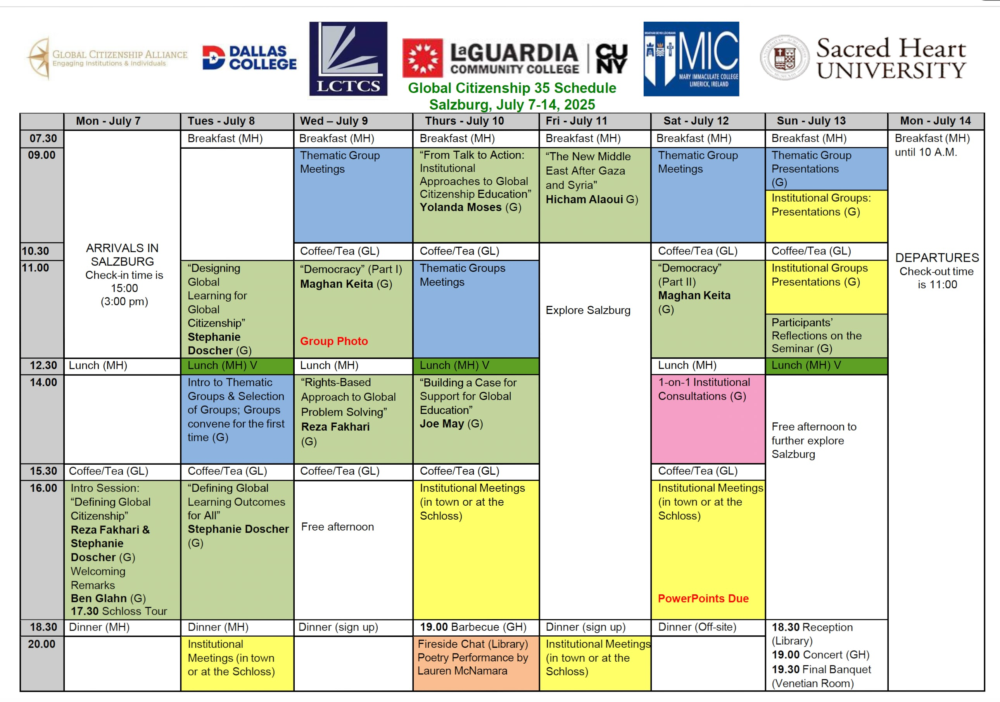 GLOBAL CITIZENSHIP ALLIANCE
Engaging Institutions & Individuals
DALLAS
COLLEGE
LCTCS
LaGUARDIA
COMMUNITY COLLEGE
CU
NY
MIC
MARY IMMACULATE COLLEGE
LIMERICK, IRELAND
Sacred Heart
UNIVERSITY
Global Citizenship 35 Schedule
Salzburg, July 7-14, 2025
Mon - July 7
Tues - July 8
Wed – July 9
Thurs - July 10
Fri - July 11
Sat - July 12
Sun - July 13
Mon - July 14
07.30
Breakfast (MH)
Breakfast (MH)
Breakfast (MH)
Breakfast (MH)
Breakfast (MH)
Breakfast (MH)
Breakfast (MH)
until 10 A.M.
09.00
Thematic Group
Meetings
“From Talk to Action:
Institutional
Approaches to Global
Citizenship Education”
Yolanda Moses (G)
“The New Middle
East After Gaza
and Syria"
Hicham Alaoui G)
Thematic Group
Meetings
Thematic Group
Presentations
(G)
Institutional Groups:
Presentations (G)
ARRIVALS IN
SALZBURG
Check-in time is
15:00
(3:00 pm)
10.30
Coffee/Tea (GL)
Coffee/Tea (GL)
Coffee/Tea (GL)
Coffee/Tea (GL)
DEPARTURES
Check-out time
is 11:00
11.00
“Designing
Global
Learning for
Global
Citizenship”
Stephanie
Doscher (G)
“Democracy” (Part I)
Maghan Keita (G)
Group Photo
Thematic Groups
Meetings
Explore Salzburg
“Democracy”
(Part II)
Maghan Keita
(G)
Institutional Groups
Presentations (G)
Participants’
Reflections on the
Seminar (G)
12.30
Lunch (MH)
Lunch (MH) V
Lunch (MH)
Lunch (MH) V
Lunch (MH)
Lunch (MH) V
14.00
Intro to Thematic
Groups & Selection
of Groups; Groups
convene for the first
time (G)
“Rights-Based
Approach to Global
Problem Solving”
Reza Fakhari
(G)
“Building a Case for
Support for Global
Education”
Joe May (G)
1-on-1 Institutional
Consultations (G)
Free afternoon to
further explore
Salzburg
15.30
Coffee/Tea (GL)
Coffee/Tea (GL)
Coffee/Tea (GL)
Coffee/Tea (GL)
Coffee/Tea (GL)
16.00
Intro Session:
“Defining Global
Citizenship”
Reza Fakhari &
Stephanie
Doscher (G)
Welcoming
Remarks
Ben Glahn (G)
17.30 Schloss Tour
“Defining Global
Learning Outcomes
for All”
Stephanie Doscher
(G)
Free afternoon
Institutional Meetings
(in town or at the
Schloss)
Institutional Meetings
(in town or at the
Schloss)
PowerPoints Due
18.30
Dinner (MH)
Dinner (MH)
Dinner (sign up)
19.00 Barbecue (GH)
Dinner (sign up)
Dinner (Off-site)
18.30 Reception
(Library)
19.00 Concert (GH)
19.30 Final Banquet
(Venetian Room)
20.00
Institutional
Meetings (in town
or at the Schloss)
Fireside Chat (Library)
Poetry Performance by
Lauren McNamara
Institutional Meetings
(in town or at the
Schloss)